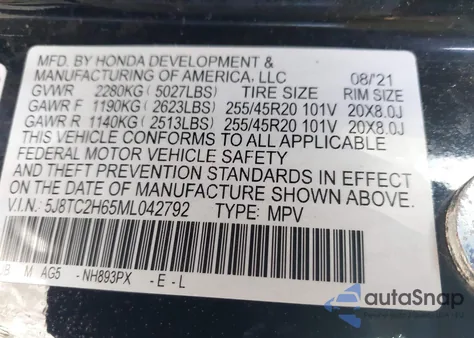 MFD. BY HONDA DEVELOPMENT &
MANUFACTURING OF AMERICA, LLC 08/'21
GVWR 2280KG (5027LBS) TIRE SIZE RIM SIZE
GAWR F 1190KG (2623LBS) 255/45R20 101V 20X8.0J
GAWR R 1140KG (2513LBS) 255/45R20 101V 20X8.0J
THIS VEHICLE CONFORMS TO ALL APPLICABLE
FEDERAL MOTOR VEHICLE SAFETY
AND THEFT PREVENTION STANDARDS IN EFFECT
ON THE DATE OF MANUFACTURE SHOWN ABOVE.
V.I.N.: 5J8TC2H65ML042792 TYPE: MPV
M AG5 -NH893PX -E-L
autoSnap